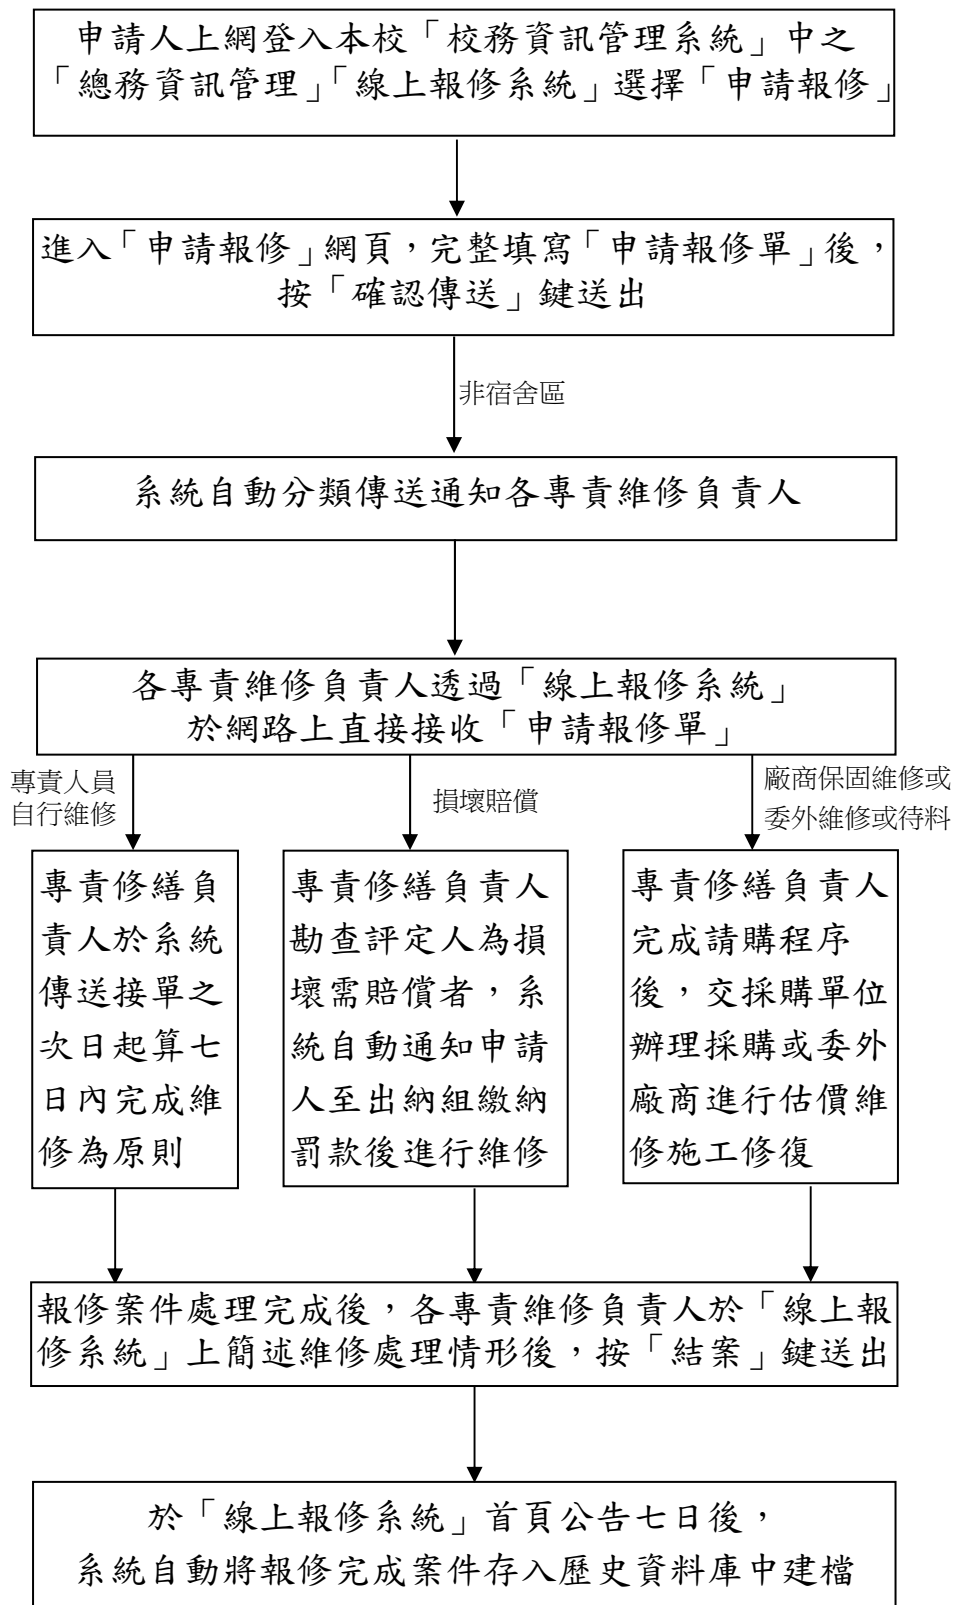 申請人上網登入本校「校務資訊管理系統」中之
「總務資訊管理」「線上報修系統」選擇「申請報修」
進入「申請報修」網頁，完整填寫「申請報修單」後，
按「確認傳送」鍵送出
非宿舍區
系統自動分類傳送通知各專責維修負責人
各專責維修負責人透過「線上報修系統」
於網路上直接接收「申請報修單」
專責人員
自行維修
損壞賠償
廠商保固維修或
委外維修或待料
專責修繕負
責人於系統
傳送接單之
次日起算七
日內完成維
修為原則
專責修繕負責人
勘查評定人為損
壞需賠償者，系
統自動通知申請
人至出納組繳納
罰款後進行維修
專責修繕負責人
完成請購程序
後，交採購單位
辦理採購或委外
廠商進行估價維
修施工修復
報修案件處理完成後，各專責維修負責人於「線上報
修系統」上簡述維修處理情形後，按「結案」鍵送出
於「線上報修系統」首頁公告七日後，
系統自動將報修完成案件存入歷史資料庫中建檔